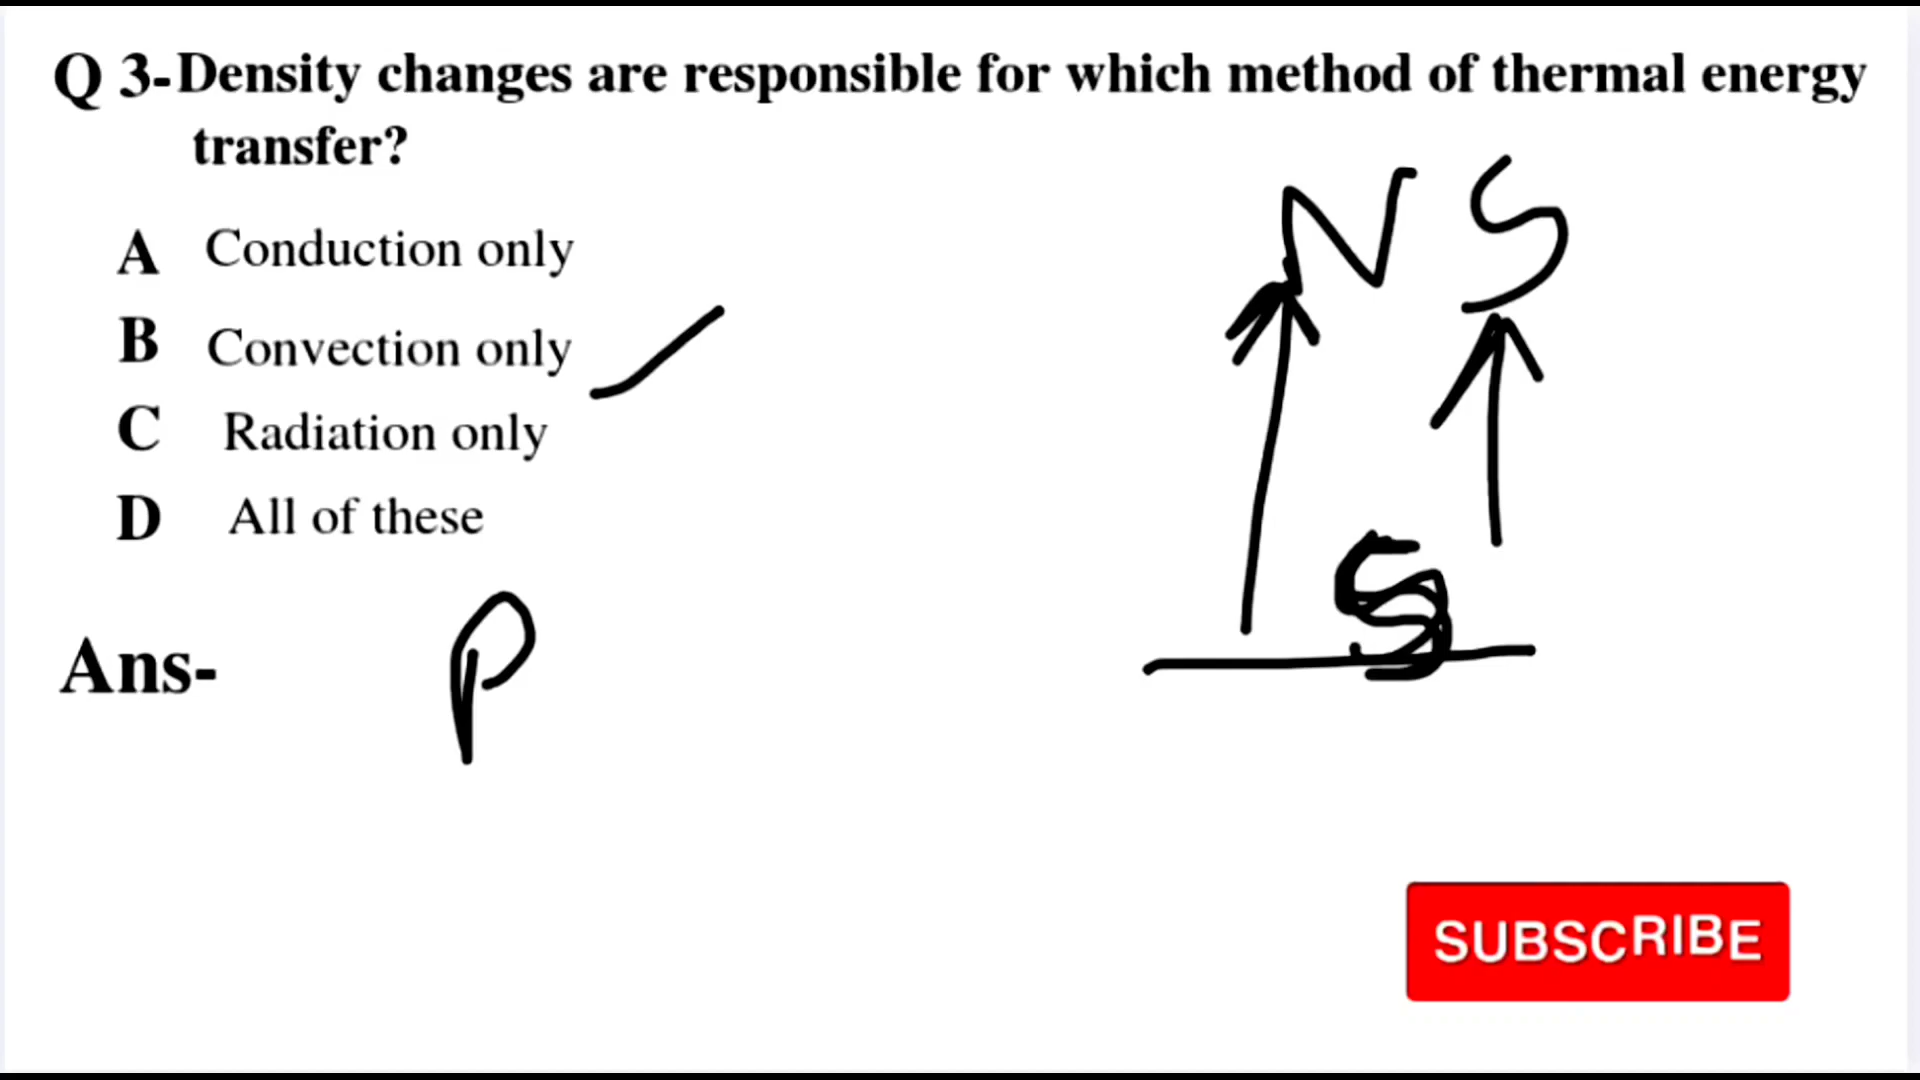 Q 3-Density changes are responsible for which method of thermal energy
transfer?
N S
A Conduction only
B Convection only
C Radiation only
D All of these
S
Ans- P
SUBSCRIBE